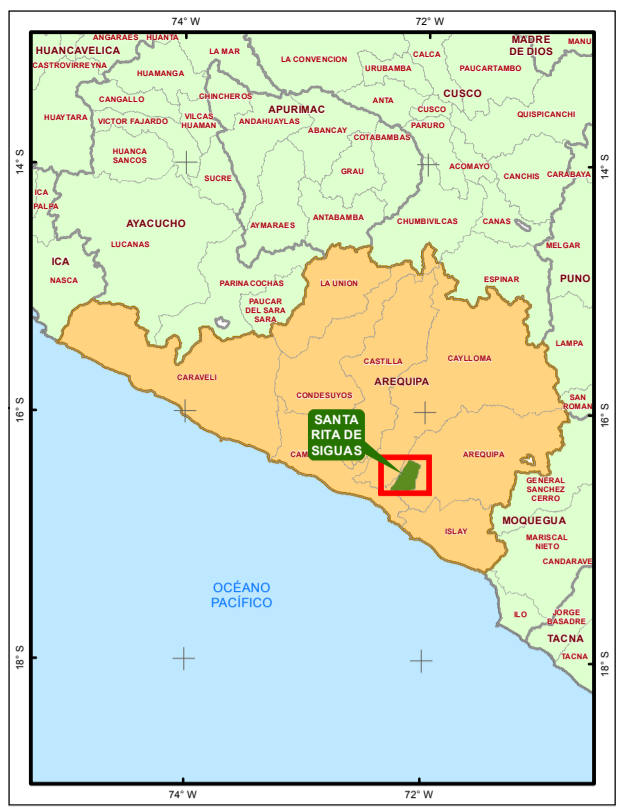 74° W
72° W
ANGARAES
HUANTA
LA MAR
MADRE
DE DIOS
MANU
HUANCAVELICA
CASTROVIRREYNA
LA CONVENCION
CALCA
URUBAMBA
PAUCARTAMBO
HUAMANGA
CUSCO
CANGALLO
CHINCHEROS
ANTA
HUAYTARA
VICTOR FAJARDO
VILCAS
HUAMAN
APURIMAC
ANDAHUAYLAS
CUSCO
QUISPICANCHI
ABANCAY
PARURO
COTABAMBAS
14° S
HUANCA
SANCOS
GRAU
ACOMAYO
CANCHIS
CARABAYA
14° S
SUCRE
ICA
PALPA
AYACUCHO
AYMARAES
ANTABAMBA
CHUMBIVILCAS
CANAS
LUCANAS
MELGAR
ICA
NASCA
PARINACOCHAS
LA UNION
ESPINAR
PUNO
PAUCAR
DEL SARA
SARA
LAMPA
CASTILLA
CAYLLOMA
CARAVELI
AREQUIPA
CONDESUYOS
SAN
ROMAN
16° S
16° S
SANTA
RITA DE
SIGUAS
CAM
AREQUIPA
GENERAL
SANCHEZ
CERRO
MOQUEGUA
ISLAY
MARISCAL
NIETO
CANDARAVE
OCÉANO
PACÍFICO
ILO
JORGE
BASADRE
TACNA
TACNA
18° S
18° S
74° W
72° W